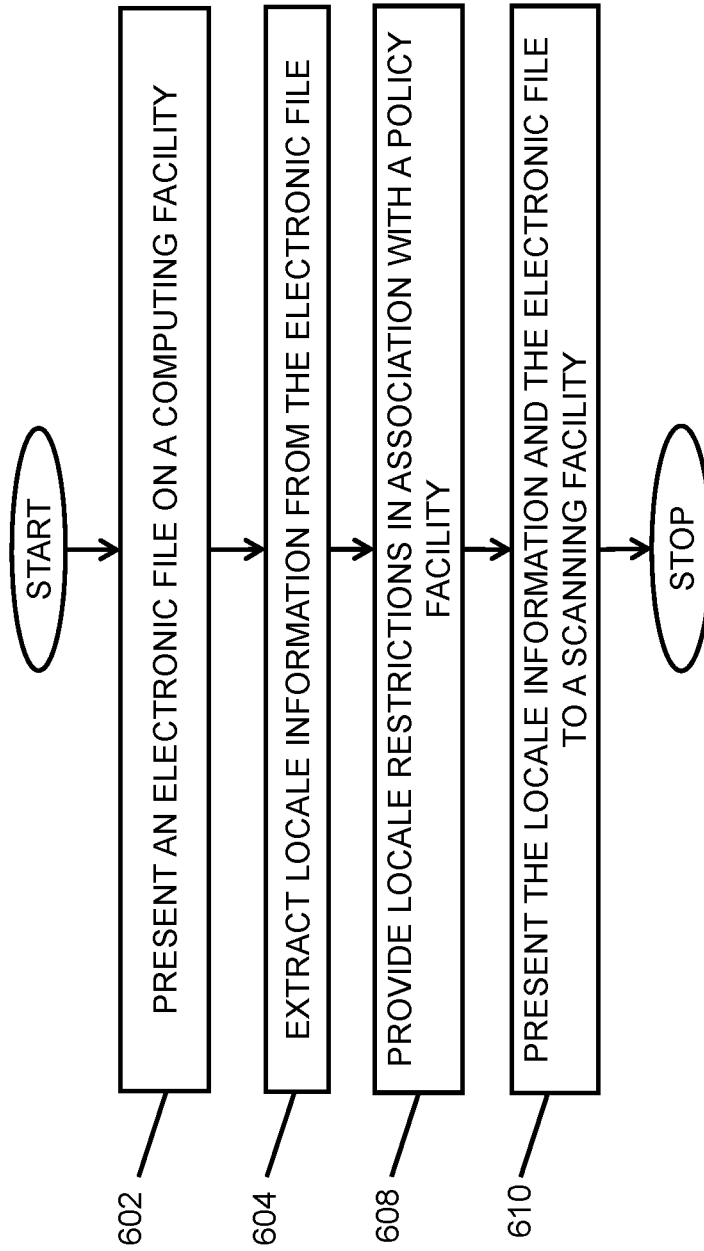 START
602
PRESENT AN ELECTRONIC FILE ON A COMPUTING FACILITY
604
EXTRACT LOCALE INFORMATION FROM THE ELECTRONIC FILE
608
PROVIDE LOCALE RESTRICTIONS IN ASSOCIATION WITH A POLICY
FACILITY
610
PRESENT THE LOCALE INFORMATION AND THE ELECTRONIC FILE
TO A SCANNING FACILITY
STOP